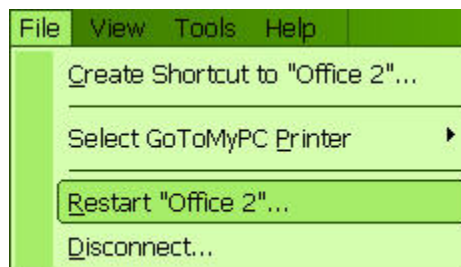 File View Tools Help
Create Shortcut to "Office 2"...
Select GoToMyPC Printer
Restart "Office 2"...
Disconnect...